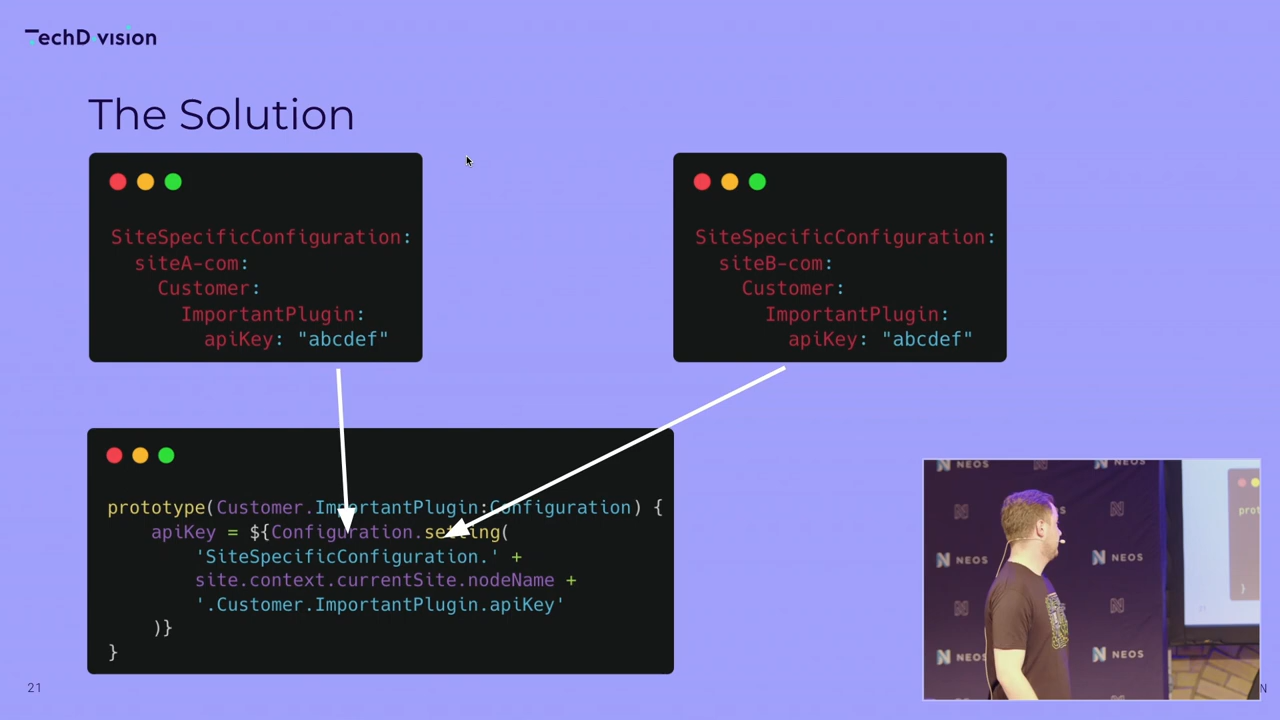 TechDivision
The Solution
SiteSpecificConfiguration:
siteA-com:
Customer:
ImportantPlugin:
apiKey: "abcdef"
SiteSpecificConfiguration:
siteB-com:
Customer:
ImportantPlugin:
apiKey: "abcdef"
prototype(Customer.ImportantPlugin:Configuration) {
apiKey = ${Configuration.setting(
'SiteSpecificConfiguration.' +
site.context.currentSite.nodeName +
'.Customer.ImportantPlugin.apiKey'
)}
}
21
NEOS
NEOS
NEOS
NEOS
NEOS
NEOS
prot
}
N